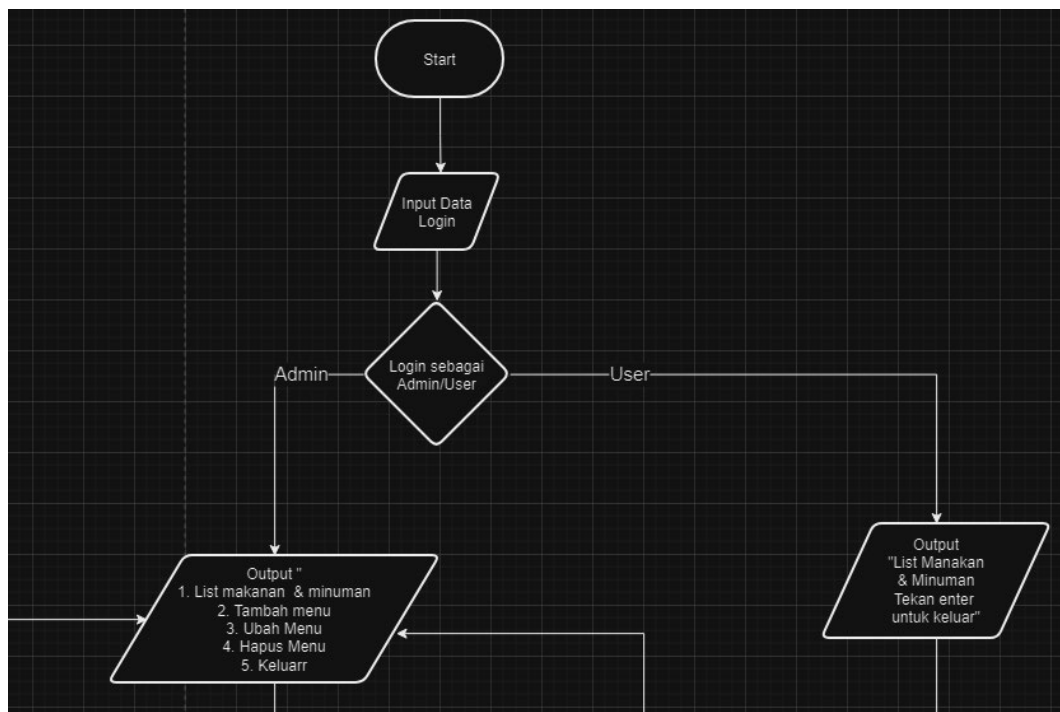 Start
Input Data
Login
Login sebagai
Admin/User
Admin
User
Output "
1. List makanan & minuman
2. Tambah menu
3. Ubah Menu
4. Hapus Menu
5. Keluarr
Output
"List Manakan
& Minuman
Tekan enter
untuk keluar"